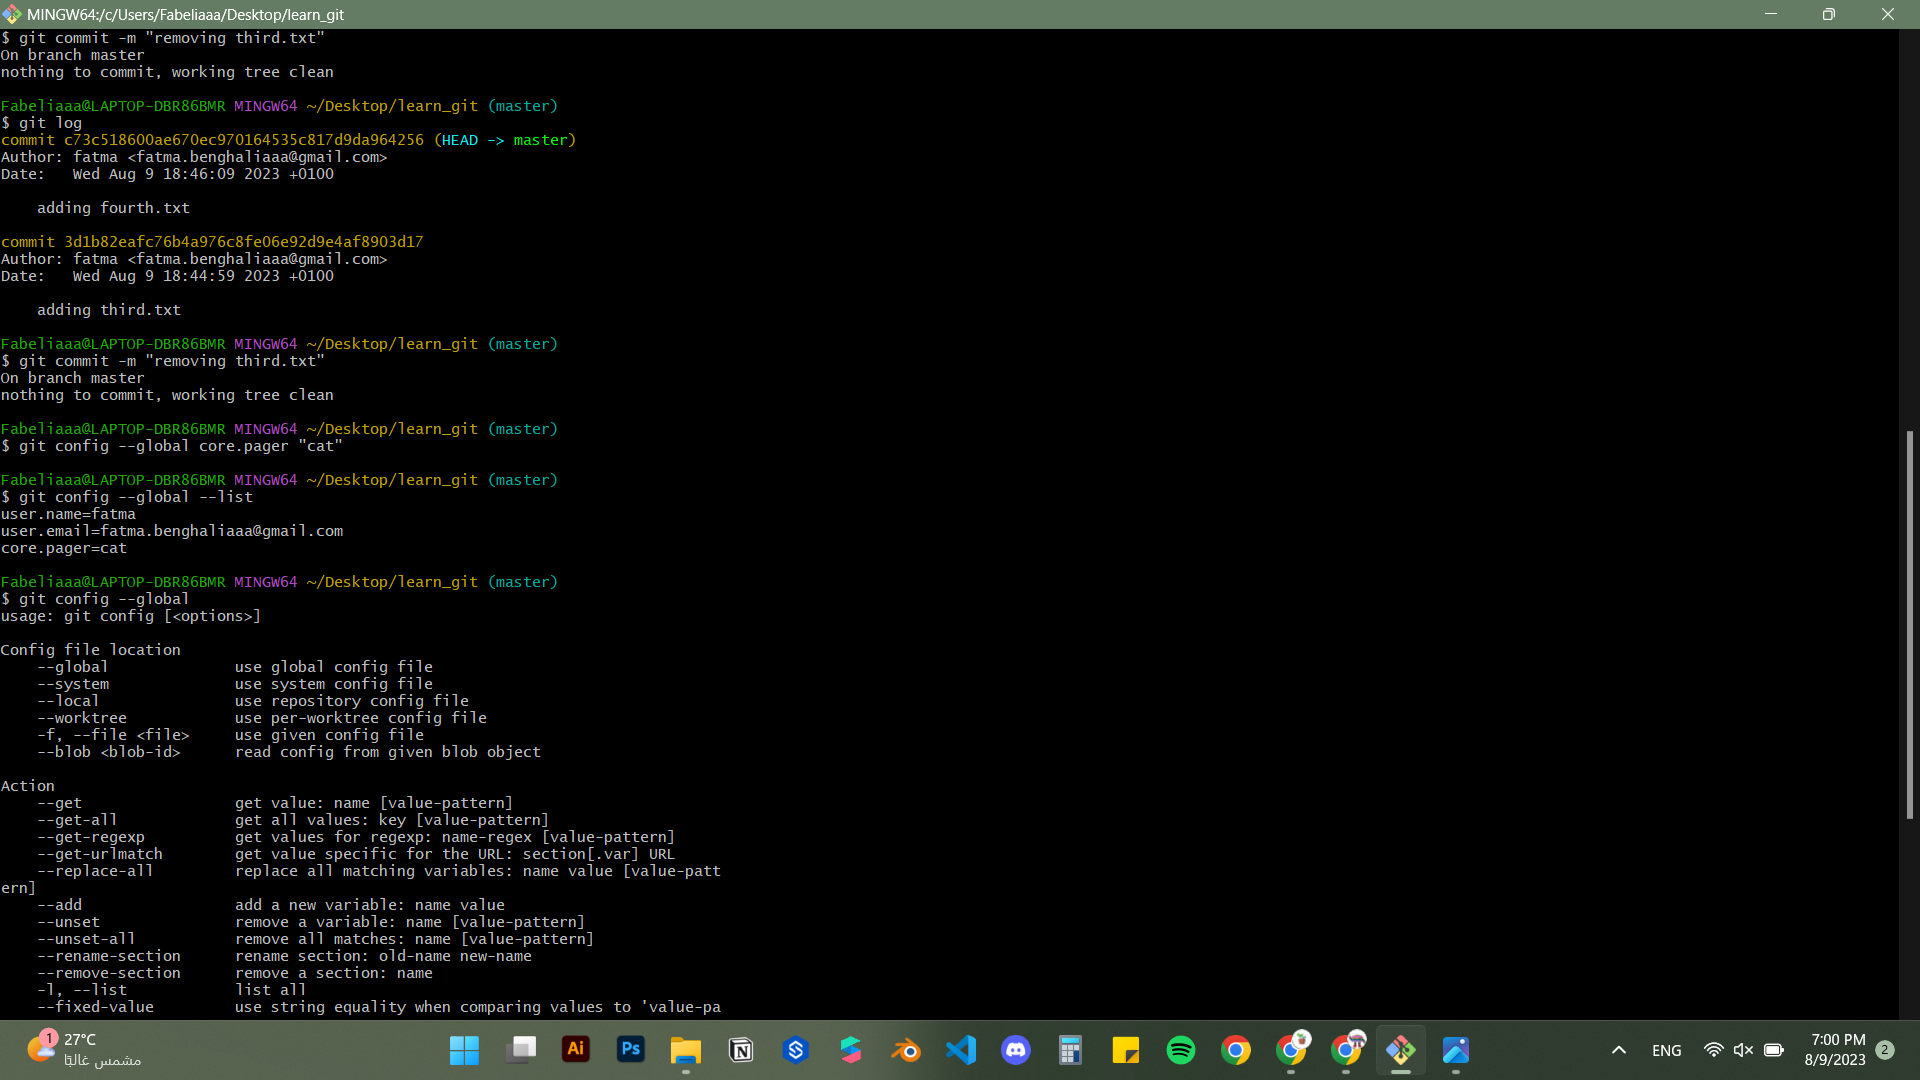 MINGW64:/c/Users/Fabeliaaa/Desktop/learn_git
$ git commit -m "removing third.txt"
On branch master
nothing to commit, working tree clean
Fabeliaaa@LAPTOP-DBR86BMR MINGW64 ~/Desktop/learn_git (master)
$ git log
commit c73c518600ae670ec970164535c817d9da964256 (HEAD -> master)
Author: fatma <fatma.benghaliaaa@gmail.com>
Date:   Wed Aug 9 18:46:09 2023 +0100
    adding fourth.txt
commit 3d1b82eafc76b4a976c8fe06e92d9e4af8903d17
Author: fatma <fatma.benghaliaaa@gmail.com>
Date:   Wed Aug 9 18:44:59 2023 +0100
    adding third.txt
Fabeliaaa@LAPTOP-DBR86BMR MINGW64 ~/Desktop/learn_git (master)
$ git commit -m "removing third.txt"
On branch master
nothing to commit, working tree clean
Fabeliaaa@LAPTOP-DBR86BMR MINGW64 ~/Desktop/learn_git (master)
$ git config --global core.pager "cat"
Fabeliaaa@LAPTOP-DBR86BMR MINGW64 ~/Desktop/learn_git (master)
$ git config --global --list
user.name=fatma
user.email=fatma.benghaliaaa@gmail.com
core.pager=cat
Fabeliaaa@LAPTOP-DBR86BMR MINGW64 ~/Desktop/learn_git (master)
$ git config --global
usage: git config [<options>]
Config file location
    --global              use global config file
    --system              use system config file
    --local               use repository config file
    --worktree            use per-worktree config file
    -f, --file <file>     use given config file
    --blob <blob-id>      read config from given blob object
Action
    --get                 get value: name [value-pattern]
    --get-all             get all values: key [value-pattern]
    --get-regexp          get values for regexp: name-regex [value-pattern]
    --get-urlmatch        get value specific for the URL: section[.var] URL
    --replace-all         replace all matching variables: name value [value-patt
ern]
    --add                 add a new variable: name value
    --unset               remove a variable: name [value-pattern]
    --unset-all           remove all matches: name [value-pattern]
    --rename-section      rename section: old-name new-name
    --remove-section      remove a section: name
    -l, --list            list all
    --fixed-value         use string equality when comparing values to 'value-pa
1
27°C
مشمس غالبًا
Ai
Ps
ENG
7:00 PM
8/9/2023
2